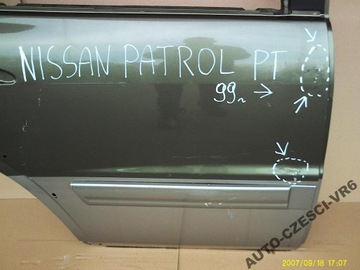 NISSAN PATROL PT
99r →
AUTO-CZESCI-VR6
2007/09/18 17:07